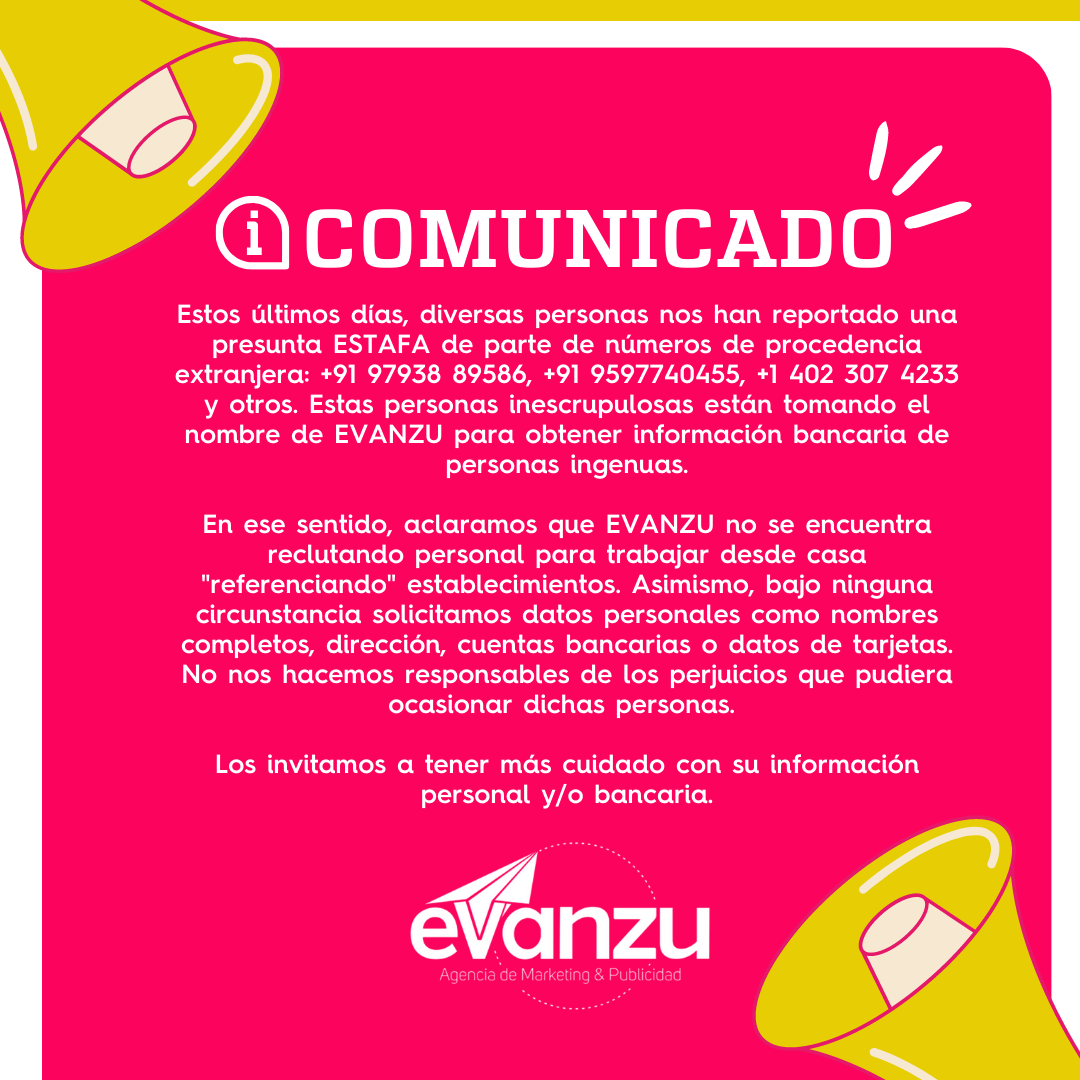 i COMUNICADO
Estos últimos días, diversas personas nos han reportado una
presunta ESTAFA de parte de números de procedencia
extranjera: +91 97938 89586, +91 9597740455, +1 402 307 4233
y otros. Estas personas inescrupulosas están tomando el
nombre de EVANZU para obtener información bancaria de
personas ingenuas.
En ese sentido, aclaramos que EVANZU no se encuentra
reclutando personal para trabajar desde casa
"referenciando" establecimientos. Asimismo, bajo ninguna
circunstancia solicitamos datos personales como nombres
completos, dirección, cuentas bancarias o datos de tarjetas.
No nos hacemos responsables de los perjuicios que pudiera
ocasionar dichas personas.
Los invitamos a tener más cuidado con su información
personal y/o bancaria.
evanzu
Agencia de Marketing & Publicidad